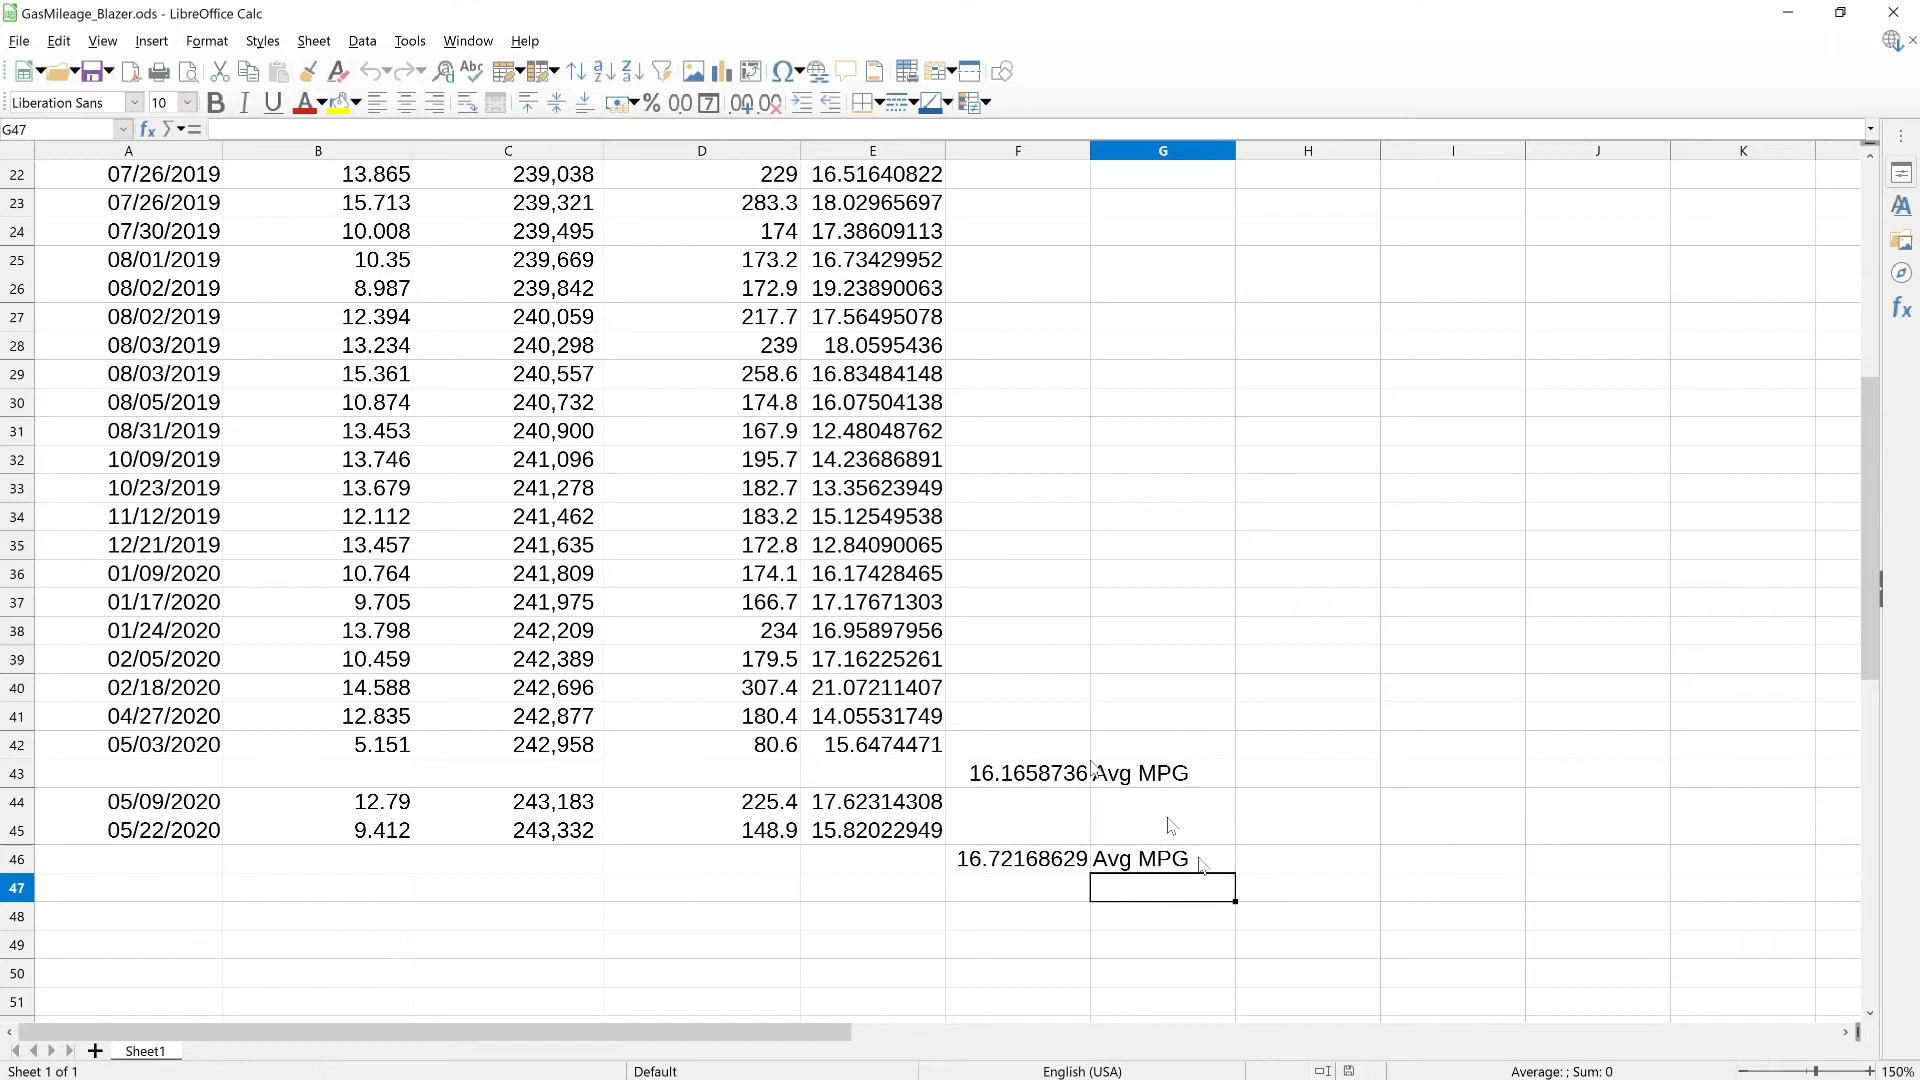 GasMileage_Blazer.ods - LibreOffice Calc
File Edit View Insert Format Styles Sheet Data Tools Window Help
Liberation Sans 10
G47
A B C D E F G H I J K
22 07/26/2019 13.865 239,038 229 16.51640822
23 07/26/2019 15.713 239,321 283.3 18.02965697
24 07/30/2019 10.008 239,495 174 17.38609113
25 08/01/2019 10.35 239,669 173.2 16.73429952
26 08/02/2019 8.987 239,842 172.9 19.23890063
27 08/02/2019 12.394 240,059 217.7 17.56495078
28 08/03/2019 13.234 240,298 239 18.0595436
29 08/03/2019 15.361 240,557 258.6 16.83484148
30 08/05/2019 10.874 240,732 174.8 16.07504138
31 08/31/2019 13.453 240,900 167.9 12.48048762
32 10/09/2019 13.746 241,096 195.7 14.23686891
33 10/23/2019 13.679 241,278 182.7 13.35623949
34 11/12/2019 12.112 241,462 183.2 15.12549538
35 12/21/2019 13.457 241,635 172.8 12.84090065
36 01/09/2020 10.764 241,809 174.1 16.17428465
37 01/17/2020 9.705 241,975 166.7 17.17671303
38 01/24/2020 13.798 242,209 234 16.95897956
39 02/05/2020 10.459 242,389 179.5 17.16225261
40 02/18/2020 14.588 242,696 307.4 21.07211407
41 04/27/2020 12.835 242,877 180.4 14.05531749
42 05/03/2020 5.151 242,958 80.6 15.6474471
43 16.1658736 Avg MPG
44 05/09/2020 12.79 243,183 225.4 17.62314308
45 05/22/2020 9.412 243,332 148.9 15.82022949
46 16.72168629 Avg MPG
47
48
49
50
51
Sheet1
Sheet 1 of 1 Default English (USA) Average: ; Sum: 0 150%